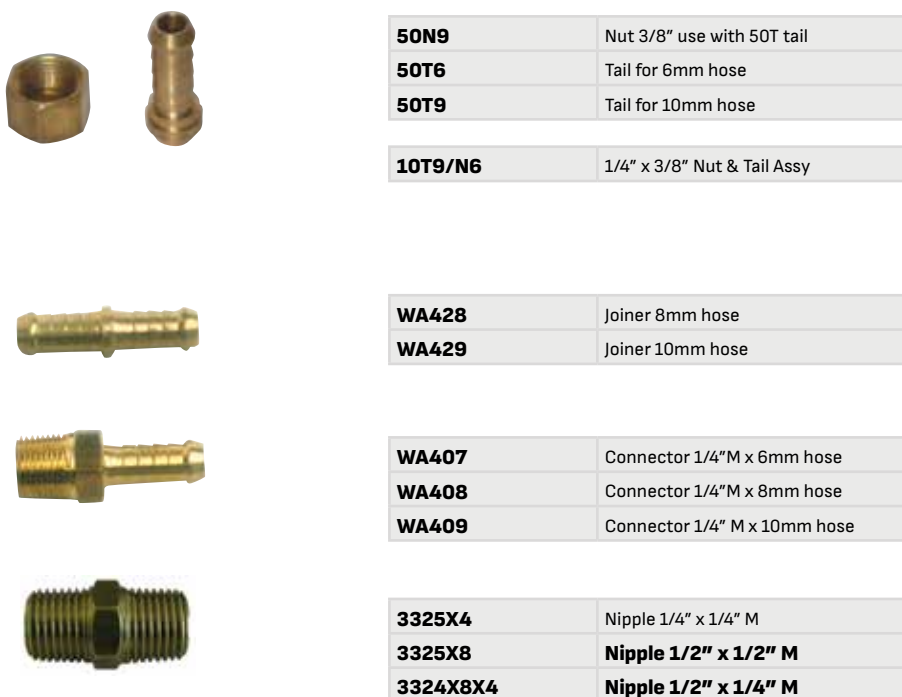 50N9 Nut 3/8" use with 50T tail
50T6 Tail for 6mm hose
50T9 Tail for 10mm hose
10T9/N6 1/4" x 3/8" Nut & Tail Assy
WA428 Joiner 8mm hose
WA429 Joiner 10mm hose
WA407 Connector 1/4"M x 6mm hose
WA408 Connector 1/4"M x 8mm hose
WA409 Connector 1/4" M x 10mm hose
3325X4 Nipple 1/4" x 1/4" M
3325X8 Nipple 1/2" x 1/2" M
3324X8X4 Nipple 1/2" x 1/4" M